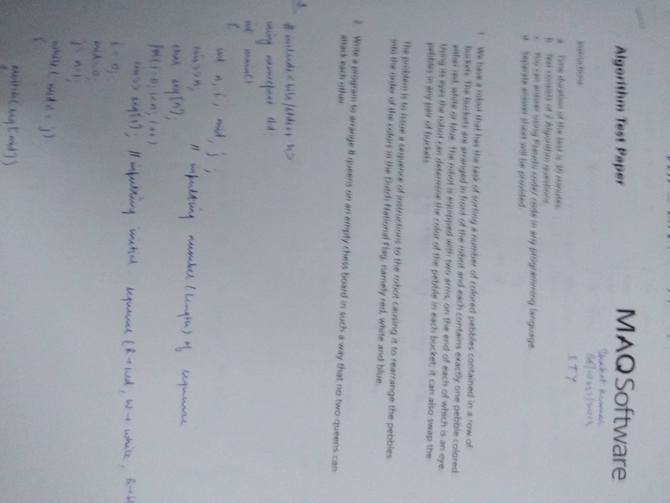 MAQ Software
Algorithm Test Paper
Instructions
a. Time duration of the test is 30 minutes.
b. Test consists of 2 Algorithm questions.
c. You can answer using Pseudo code/ code in any programming language.
d. Separate answer sheet will be provided.
1. We have a robot that has the task of sorting a number of colored pebbles contained in a row of
buckets. The buckets are arranged in front of the robot and each contains exactly one pebble colored
either red, white or blue. The robot is equipped with two arms, on the end of each of which is an eye.
Using its eyes the robot can determine the color of the pebble in each bucket; it can also swap the
pebbles in any pair of buckets.
The problem is to issue a sequence of instructions to the robot causing it to rearrange the pebbles
into the order of the colors in the Dutch National Flag, namely red, white and blue.
2. Write a program to arrange 8 queens on an empty chess board in such a way that no two queens can
attack each other.
# include <bits/stdc++.h>
using namespace std
int main()
{
int n, i, mid, j;
cin>>n; // inputting number (length) of sequence
char seq[n];
for(i=0; i<n; i++)
cin>>seq[i]; // inputting initial sequence (R→red, W→white,
i=0;
mid=0;
j=n-1;
while(mid<=j)
{
switch(seq[mid])
{